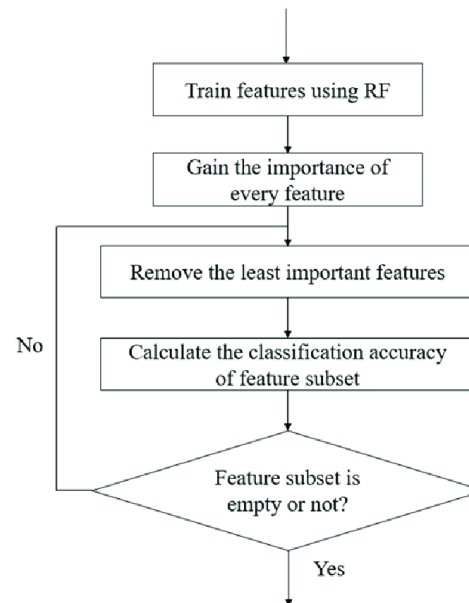 Train features using RF
Gain the importance of
every feature
Remove the least important features
No
Calculate the classification accuracy
of feature subset
Feature subset is
empty or not?
Yes